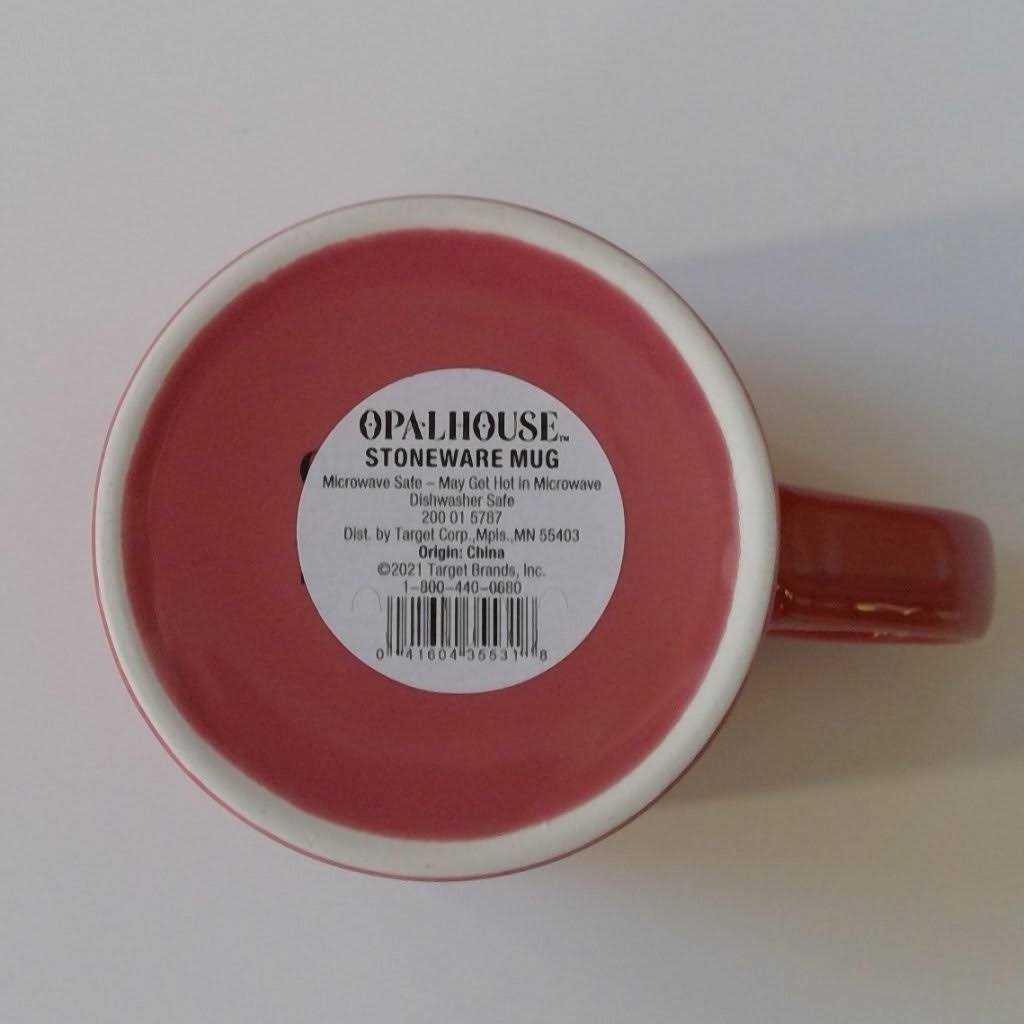 OPALHOUSE™
STONEWARE MUG
Microwave Safe – May Get Hot in Microwave
Dishwasher Safe
200 01 5787
Dist. by Target Corp.,Mpls.,MN 55403
Origin: China
©2021 Target Brands, Inc.
1-800-440-0680
0 41604 35531 8